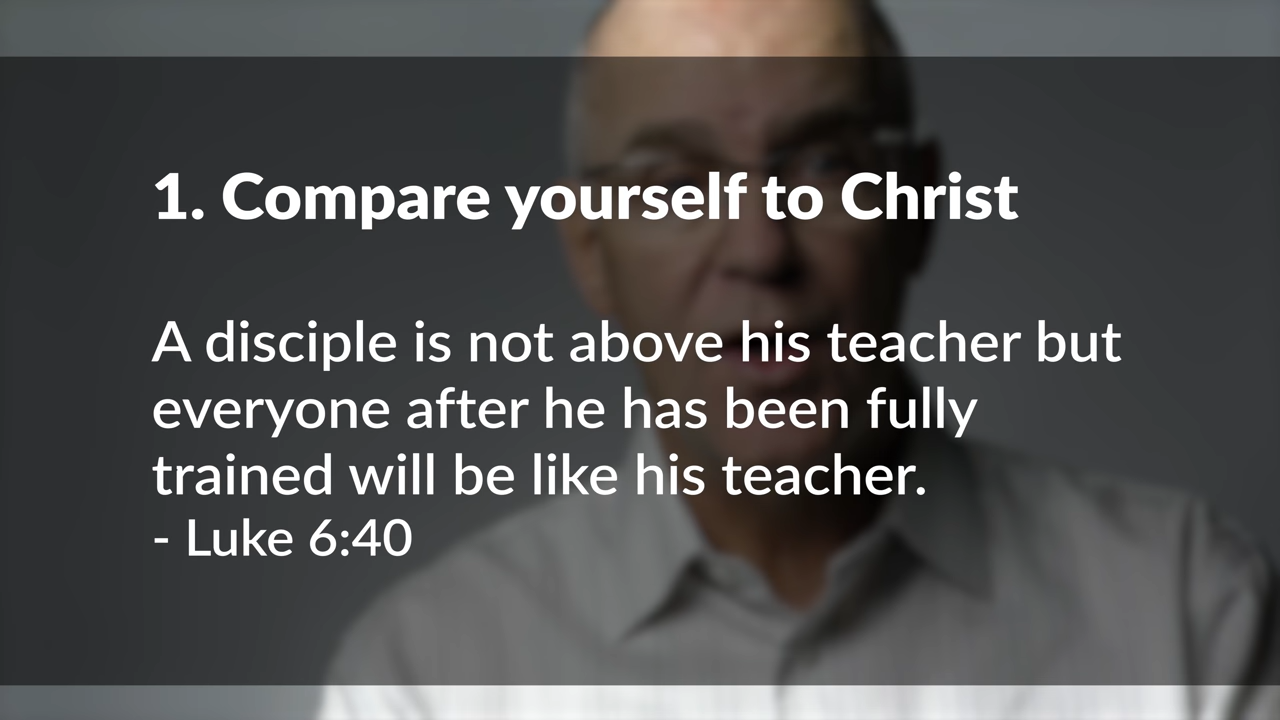 1. Compare yourself to Christ
A disciple is not above his teacher but
everyone after he has been fully
trained will be like his teacher.
- Luke 6:40